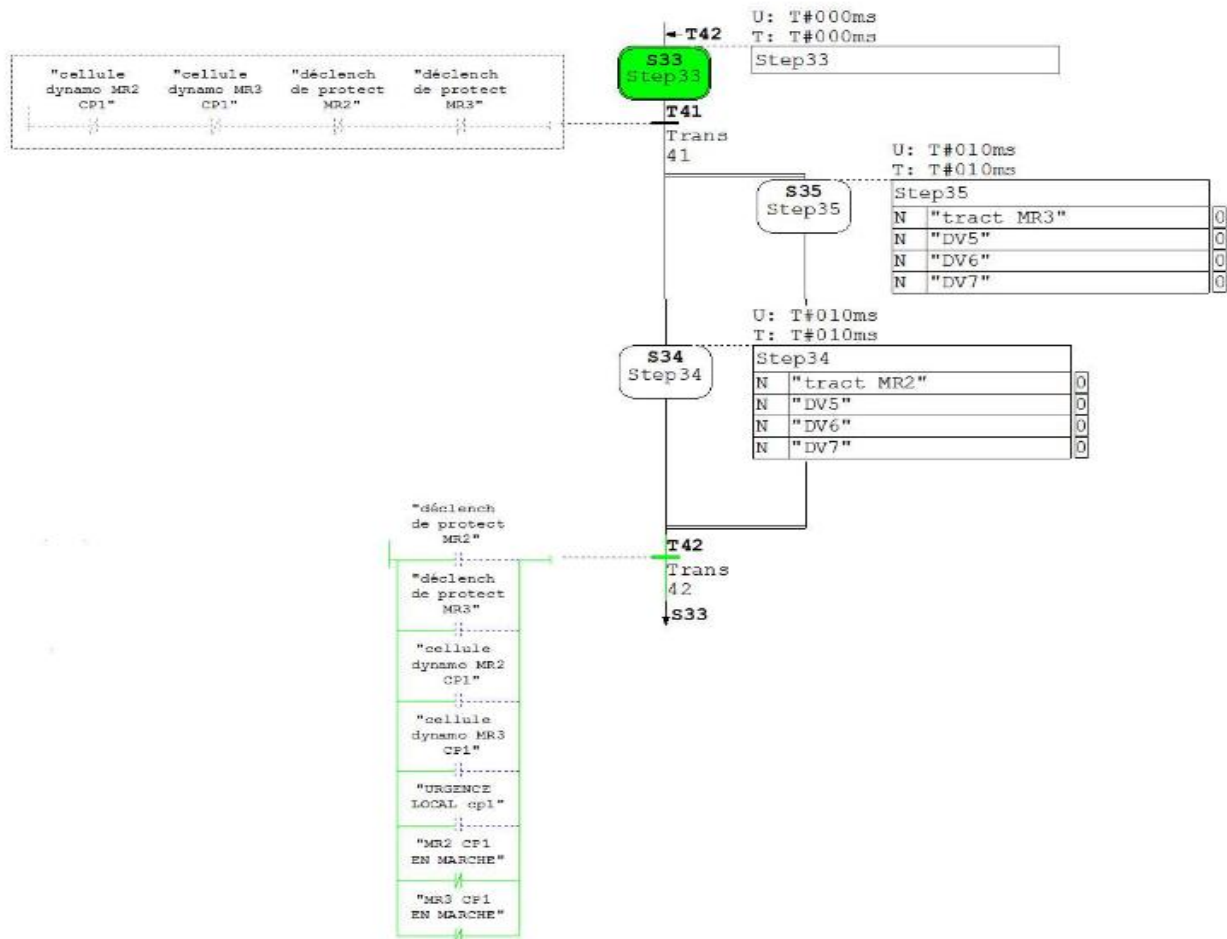 T42
U: T#000ms
T: T#000ms
S33
Step33
Step33
"cellule
dynamo MR2
CP1"
"cellule
dynamo MR3
CP1"
"déclench
de protect
MR2"
"déclench
de protect
MR3"
T41
Trans
41
U: T#010ms
T: T#010ms
S35
Step35
Step35
N "tract MR3" 0
N "DV5" 0
N "DV6" 0
N "DV7" 0
U: T#010ms
T: T#010ms
S34
Step34
Step34
N "tract MR2" 0
N "DV5" 0
N "DV6" 0
N "DV7" 0
"déclench
de protect
MR2"
T42
Trans
42
S33
"déclench
de protect
MR3"
"cellule
dynamo MR2
CP1"
"cellule
dynamo MR3
CP1"
"URGENCE
LOCAL cp1"
"MR2 CP1
EN MARCHE"
"MR3 CP1
EN MARCHE"